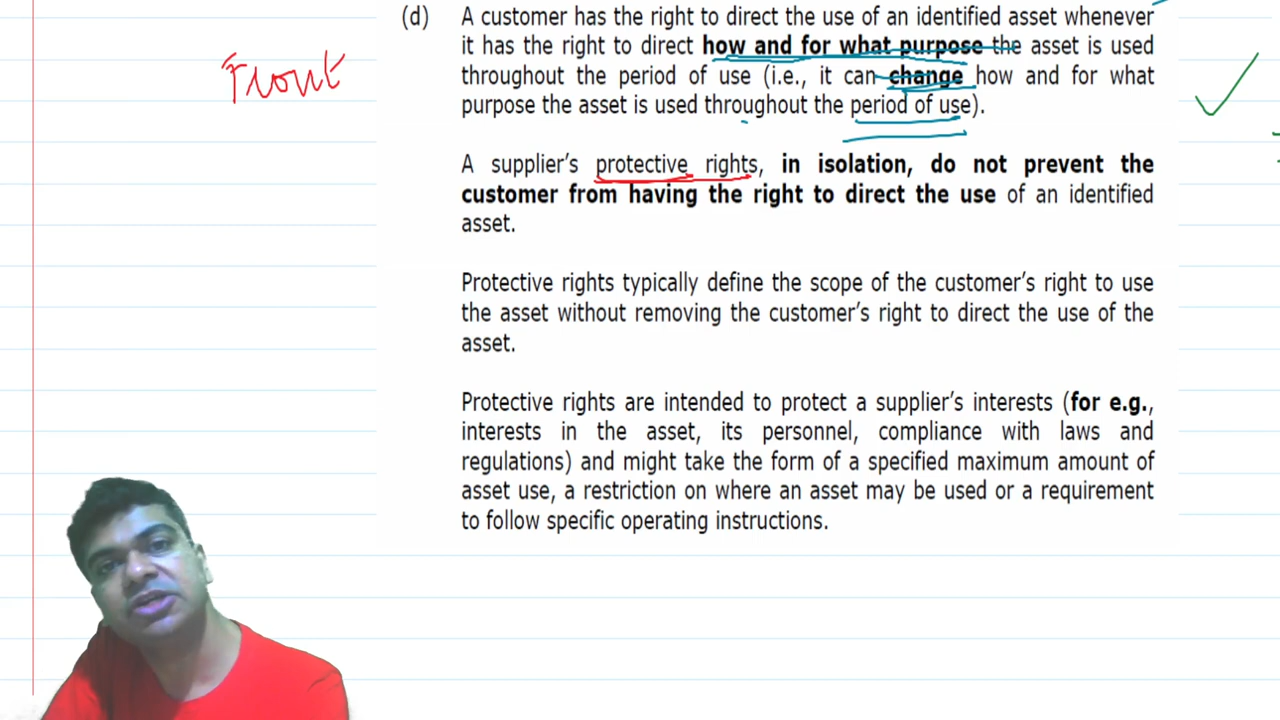 (d) A customer has the right to direct the use of an identified asset whenever
it has the right to direct how and for what purpose the asset is used
throughout the period of use (i.e., it can change how and for what
purpose the asset is used throughout the period of use).
Front
A supplier's protective rights, in isolation, do not prevent the
customer from having the right to direct the use of an identified
asset.
Protective rights typically define the scope of the customer's right to use
the asset without removing the customer's right to direct the use of the
asset.
Protective rights are intended to protect a supplier's interests (for e.g.,
interests in the asset, its personnel, compliance with laws and
regulations) and might take the form of a specified maximum amount of
asset use, a restriction on where an asset may be used or a requirement
to follow specific operating instructions.